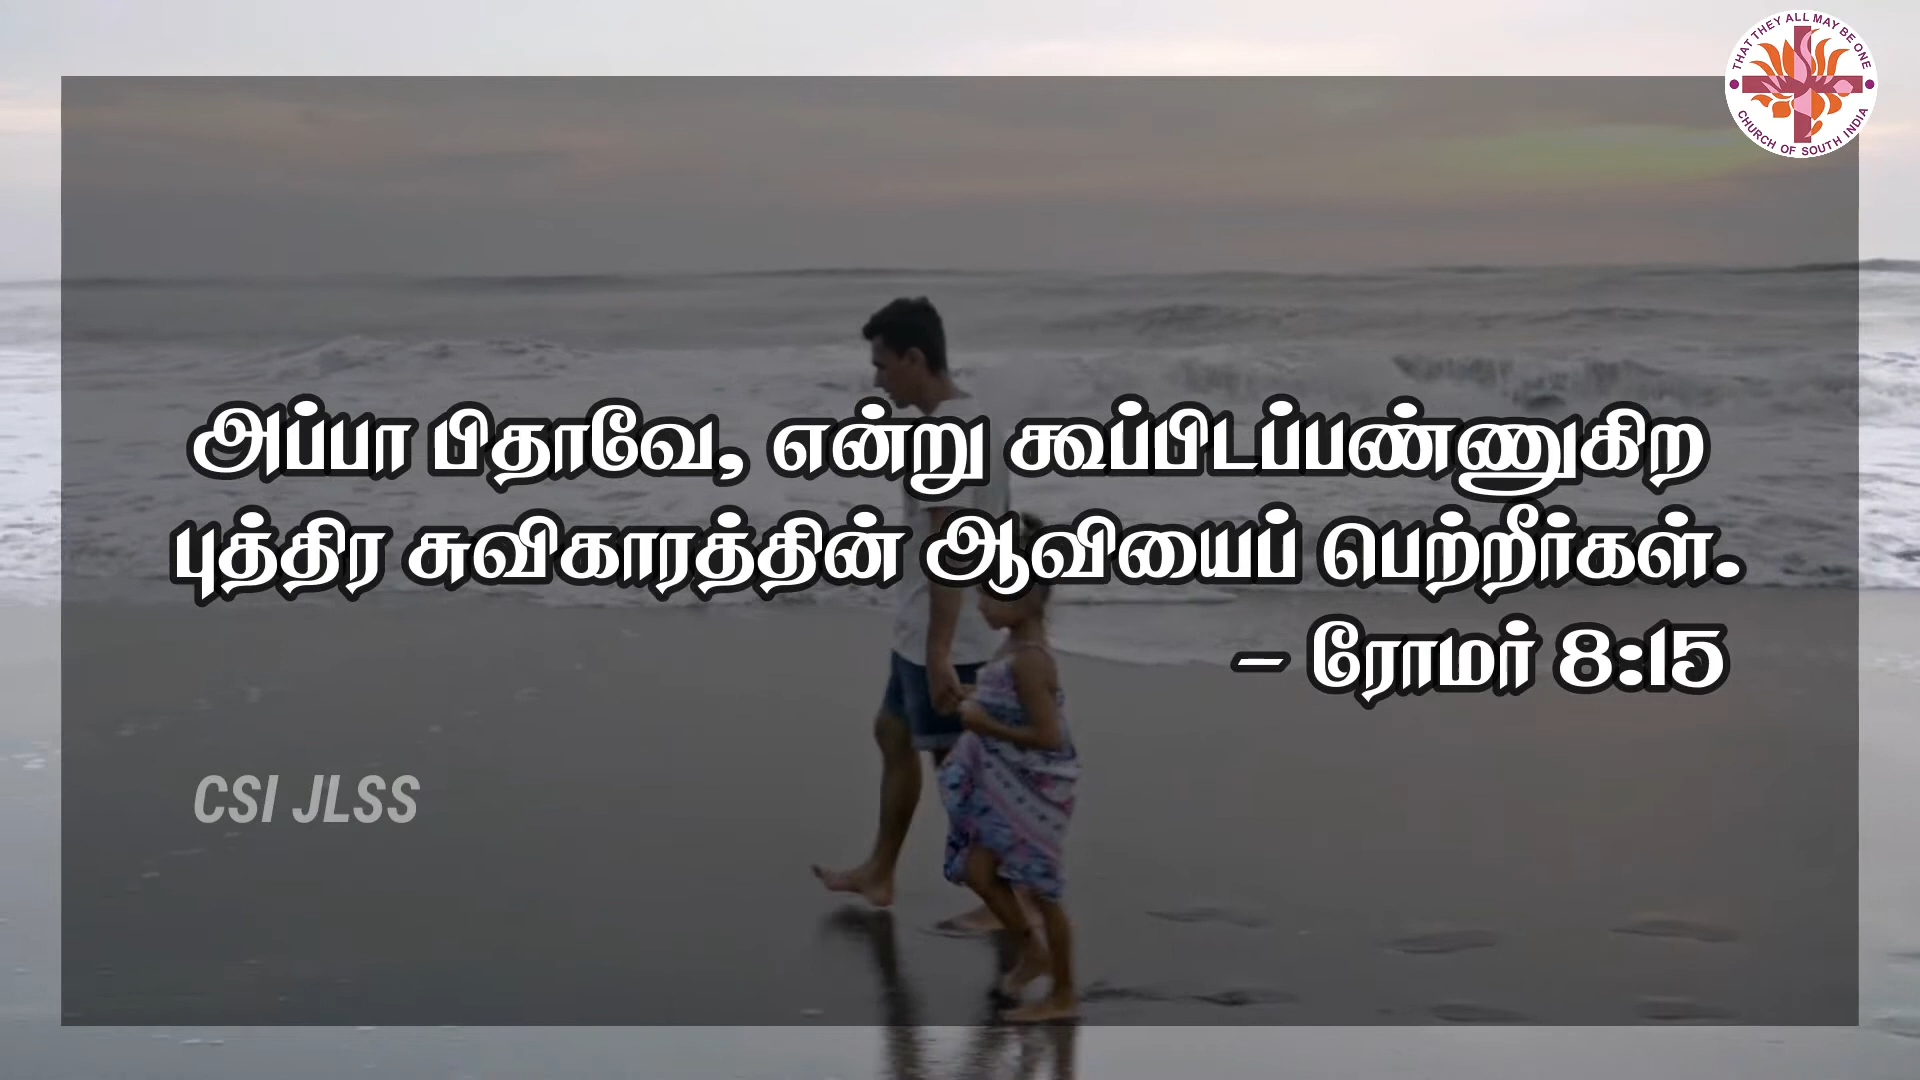 THAT THEY ALL MAY BE ONE
CHURCH OF SOUTH INDIA
அப்பா பிதாவே, என்று கூப்பிடப்பண்ணுகிற
புத்திர சுவிகாரத்தின் ஆவியைப் பெற்றீர்கள்.
– ரோமர் 8:15
CSI JLSS